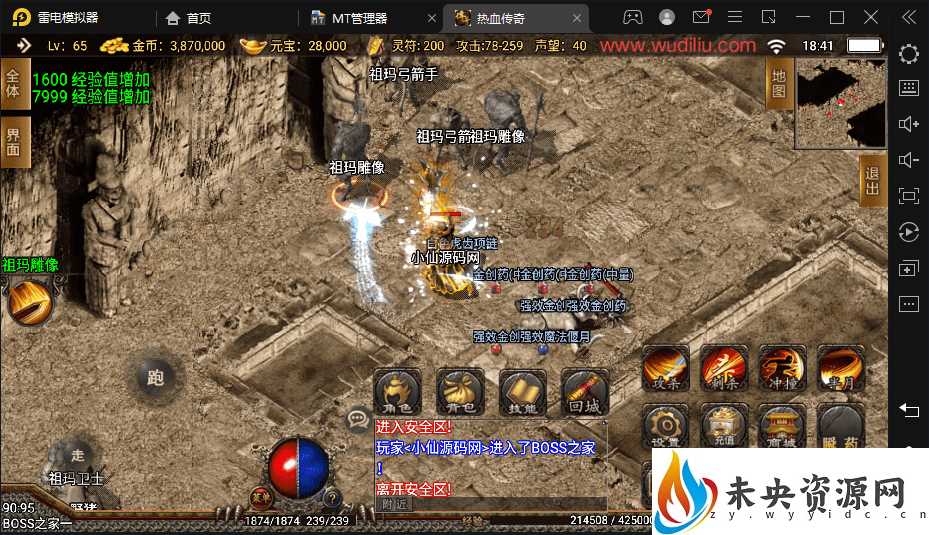 雷电模拟器 首页 MT管理器 热血传奇
Lv: 65 金币: 3,870,000 元宝: 28,000 灵符: 200 攻击:78-259 声望: 40 www.wudiliu.com 18:41
全体
1600 经验值增加
7999 经验值增加
界面
地图
退出
祖玛弓箭手
祖玛弓箭祖玛雕像
祖玛雕像
白色虎齿项链
小仙源码网
祖玛雕像
金创药(中金创药(中金创药(中量)
强效金创强效金创药
强效金创强效魔法偃月
跑
攻杀 刺杀 冲撞 半月
角色 背包 技能 回城
设置 充值 商城
进入安全区!
玩家<小仙源码网>进入了BOSS之家
!
离开安全区!
附近
走
祖玛卫士
野猪
90:95
BOSS之家一
菜单
?
1874/1874 239/239
经验
214508 / 425000
未央资源网
zy.wyyidc.cn